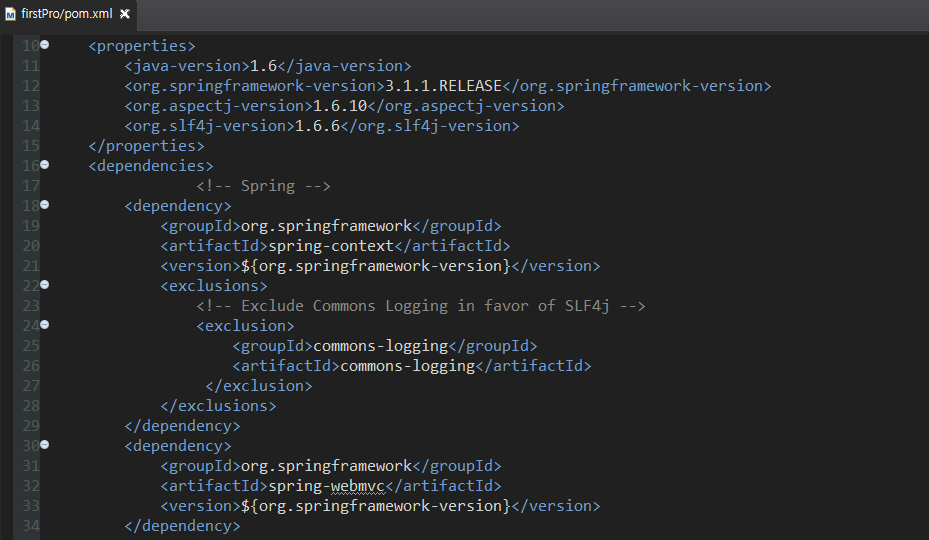 firstPro/pom.xml
10 <properties>
11 <java-version>1.6</java-version>
12 <org.springframework-version>3.1.1.RELEASE</org.springframework-version>
13 <org.aspectj-version>1.6.10</org.aspectj-version>
14 <org.slf4j-version>1.6.6</org.slf4j-version>
15 </properties>
16 <dependencies>
17 <!-- Spring -->
18 <dependency>
19 <groupId>org.springframework</groupId>
20 <artifactId>spring-context</artifactId>
21 <version>${org.springframework-version}</version>
22 <exclusions>
23 <!-- Exclude Commons Logging in favor of SLF4j -->
24 <exclusion>
25 <groupId>commons-logging</groupId>
26 <artifactId>commons-logging</artifactId>
27 </exclusion>
28 </exclusions>
29 </dependency>
30 <dependency>
31 <groupId>org.springframework</groupId>
32 <artifactId>spring-webmvc</artifactId>
33 <version>${org.springframework-version}</version>
34 </dependency>